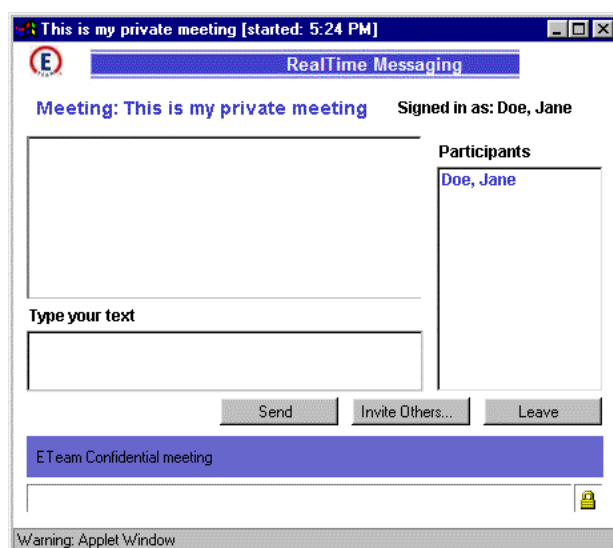 This is my private meeting [started: 5:24 PM]
E
TEAM
RealTime Messaging
Meeting: This is my private meeting
Signed in as: Doe, Jane
Participants
Doe, Jane
Type your text
Send
Invite Others...
Leave
ETeam Confidential meeting
Warning: Applet Window